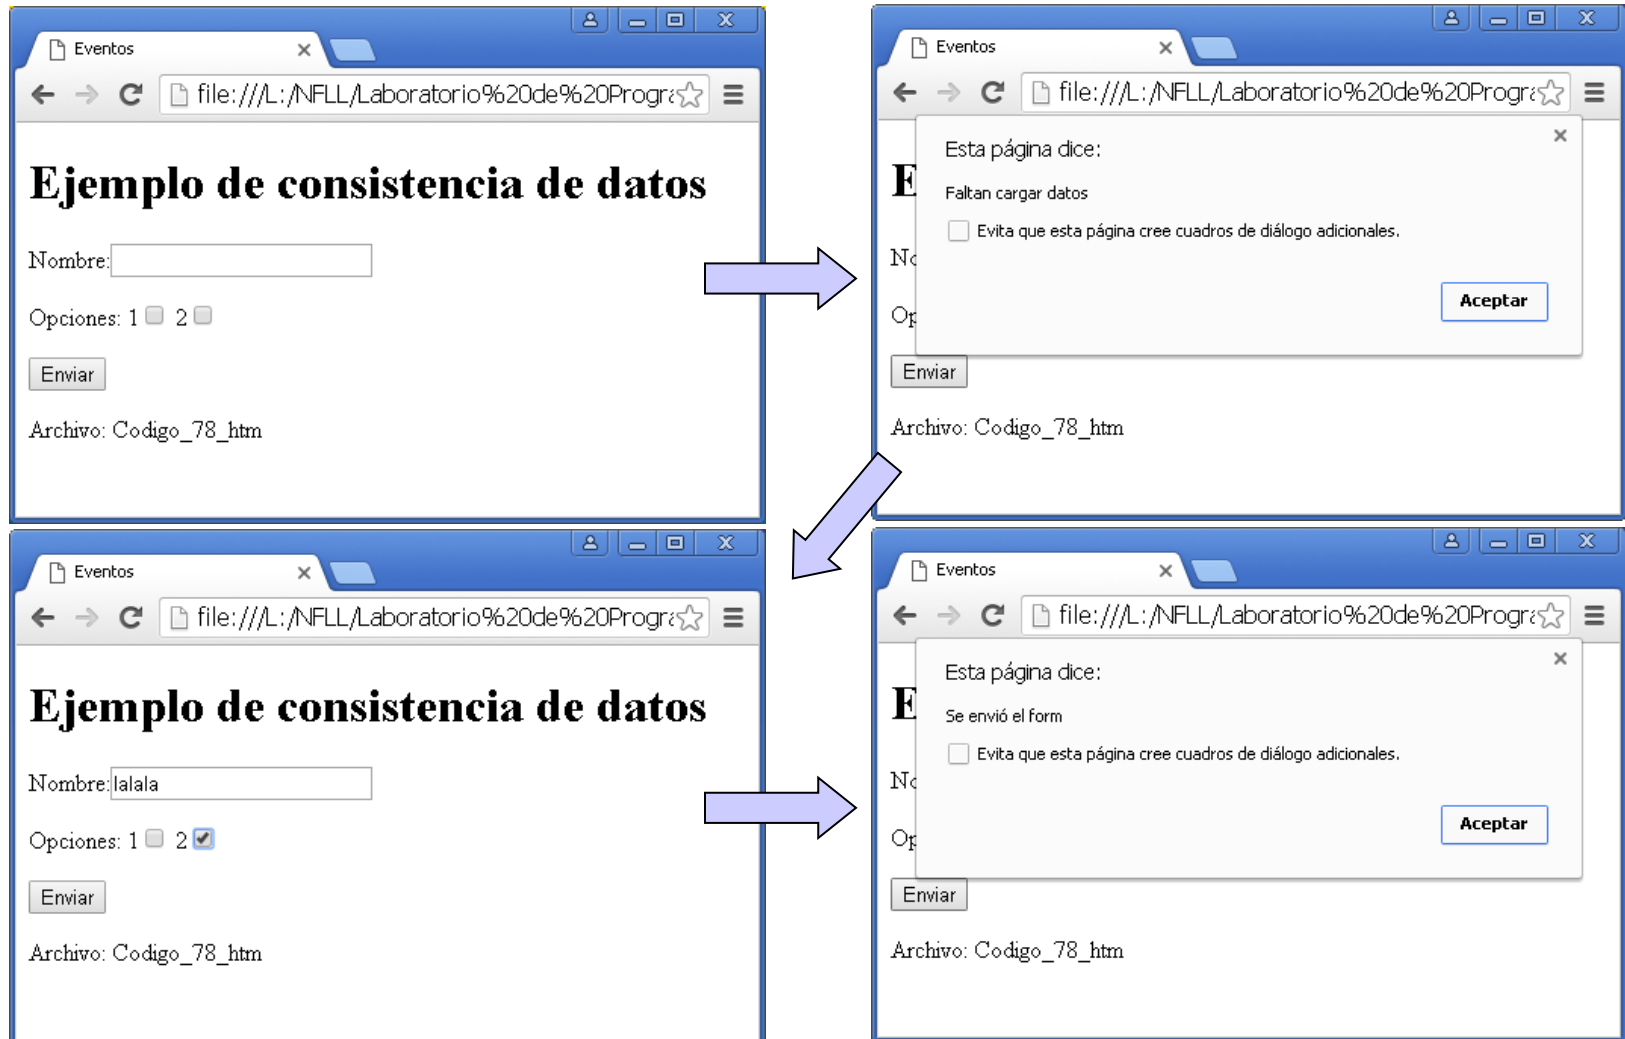 Eventos
file:///L:/NFLL/Laboratorio%20de%20Progra
Ejemplo de consistencia de datos
Nombre:
Opciones: 1 2
Enviar
Archivo: Codigo_78_htm
Eventos
file:///L:/NFLL/Laboratorio%20de%20Progra
Esta página dice:
Faltan cargar datos
Evita que esta página cree cuadros de diálogo adicionales.
Aceptar
E
No
Op
Enviar
Archivo: Codigo_78_htm
Eventos
file:///L:/NFLL/Laboratorio%20de%20Progra
Ejemplo de consistencia de datos
Nombre:lalala
Opciones: 1 2
Enviar
Archivo: Codigo_78_htm
Eventos
file:///L:/NFLL/Laboratorio%20de%20Progra
Esta página dice:
Se envió el form
Evita que esta página cree cuadros de diálogo adicionales.
Aceptar
E
No
Op
Enviar
Archivo: Codigo_78_htm